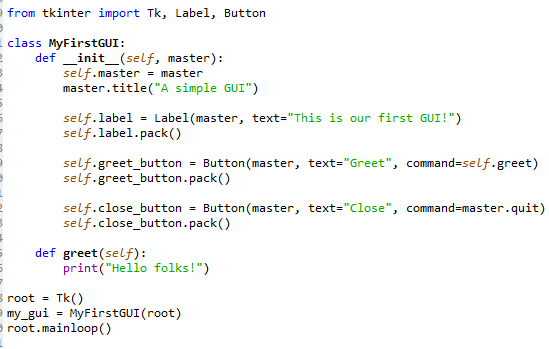 from tkinter import Tk, Label, Button
class MyFirstGUI:
    def __init__(self, master):
        self.master = master
        master.title("A simple GUI")
        self.label = Label(master, text="This is our first GUI!")
        self.label.pack()
        self.greet_button = Button(master, text="Greet", command=self.greet)
        self.greet_button.pack()
        self.close_button = Button(master, text="Close", command=master.quit)
        self.close_button.pack()
    def greet(self):
        print("Hello folks!")
root = Tk()
my_gui = MyFirstGUI(root)
root.mainloop()